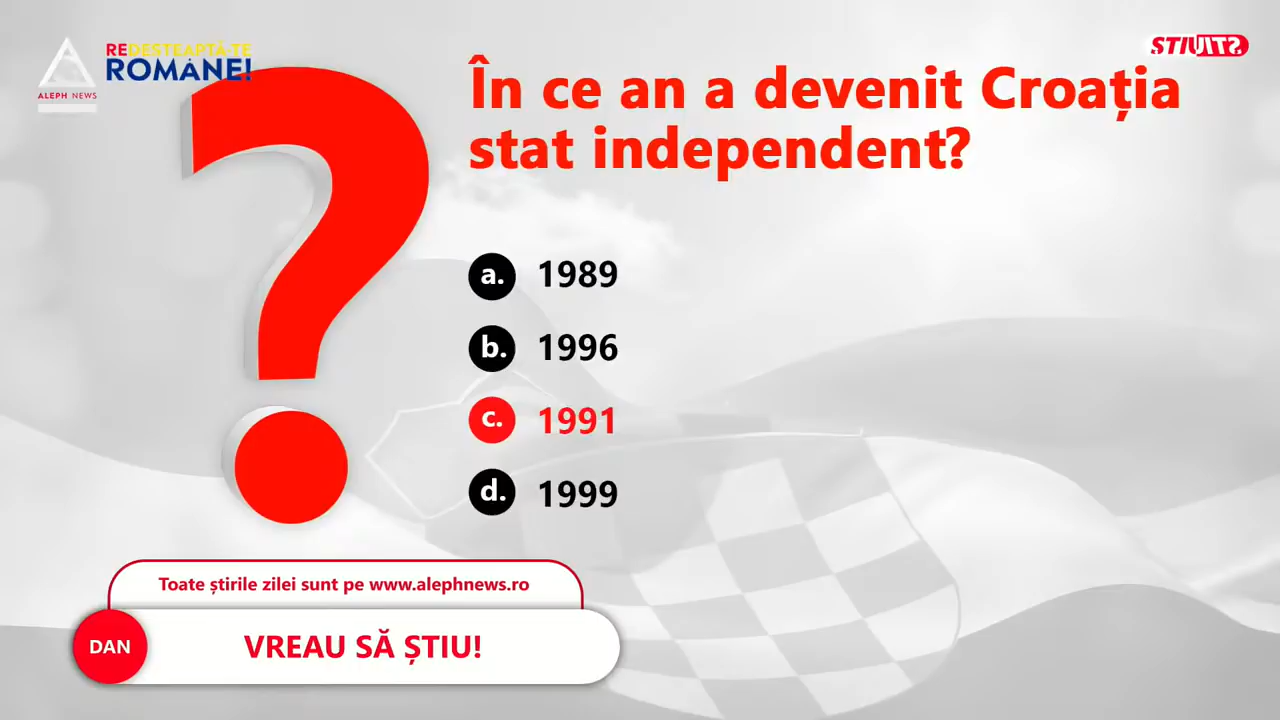 REDEȘTEAPTĂ-TE
ROMÂNE!
ALEPH NEWS
În ce an a devenit Croația
stat independent?
a. 1989
b. 1996
c. 1991
d. 1999
Toate știrile zilei sunt pe www.alephnews.ro
DAN
VREAU SĂ ȘTIU!